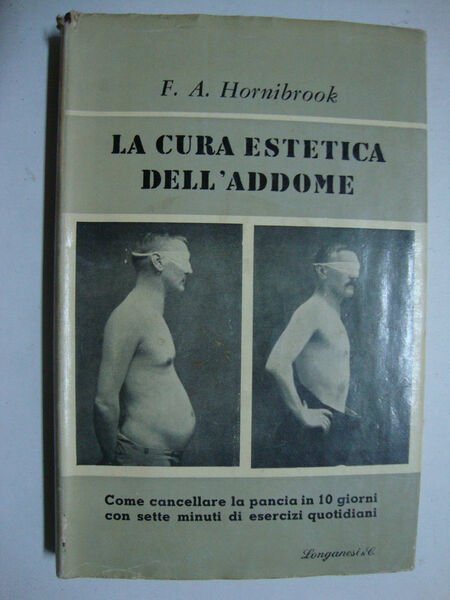 F. A. Hornibrook
LA CURA ESTETICA
DELL'ADDOME
Come cancellare la pancia in 10 giorni
con sette minuti di esercizi quotidiani
Longanesi & C.